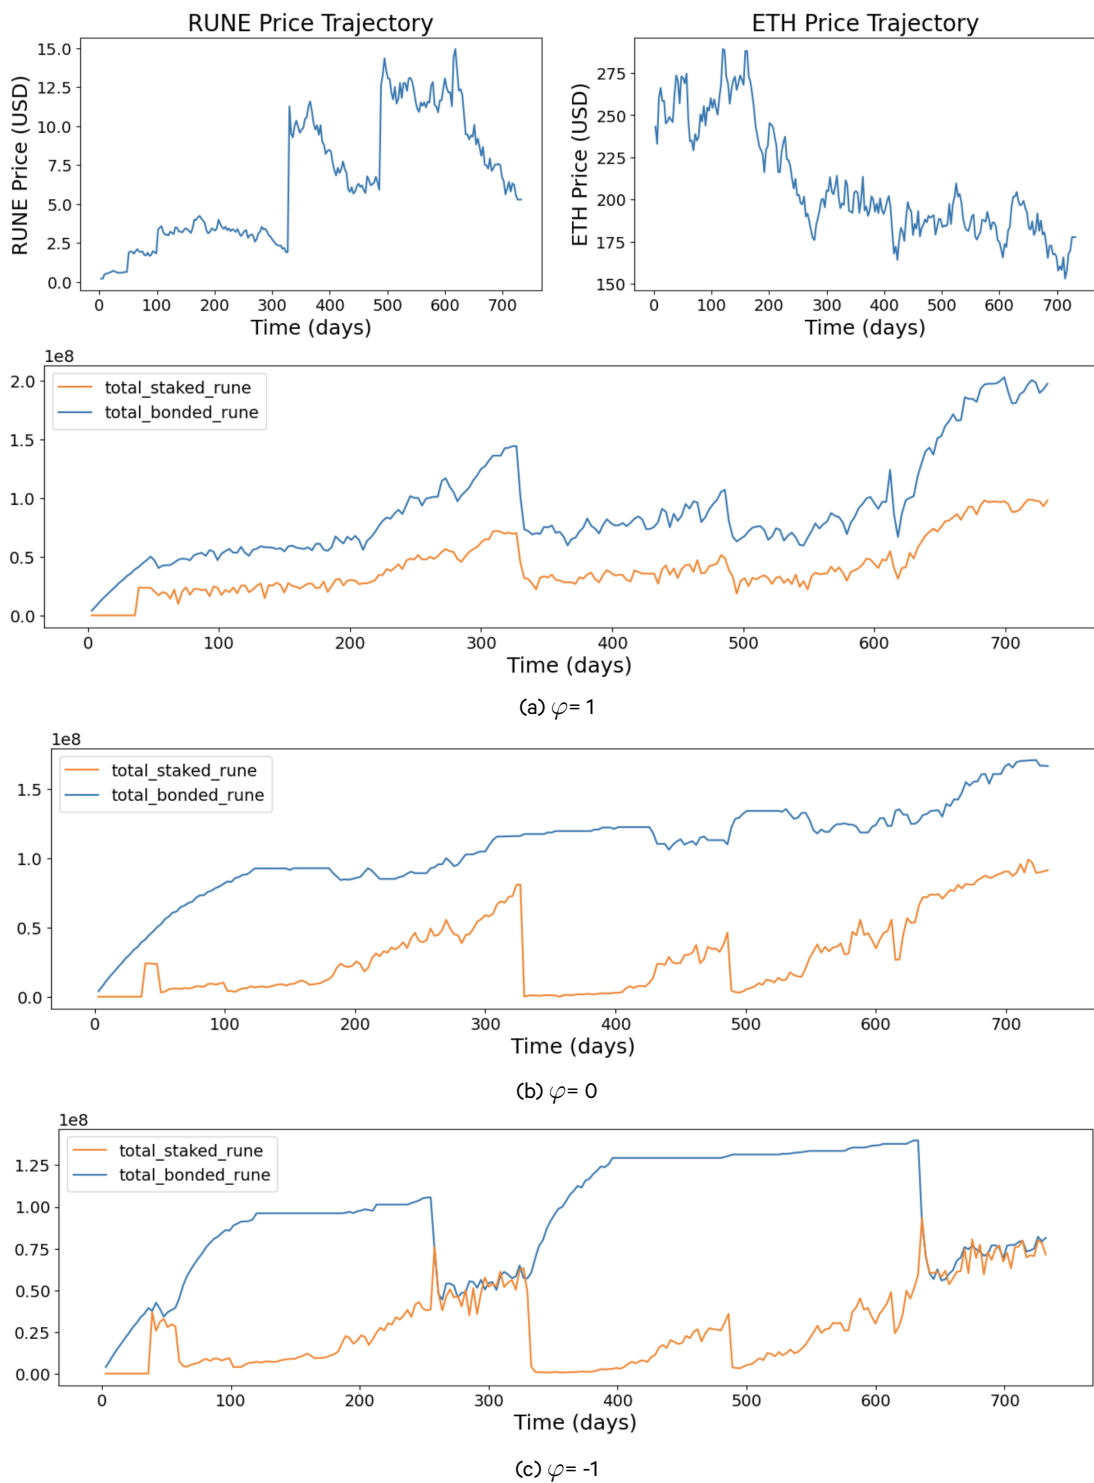 RUNE Price Trajectory
RUNE Price (USD)
15.0
12.5
10.0
7.5
5.0
2.5
0.0
0 100 200 300 400 500 600 700
Time (days)
ETH Price Trajectory
ETH Price (USD)
275
250
225
200
175
150
0 100 200 300 400 500 600 700
Time (days)
1e8
total_staked_rune
total_bonded_rune
2.0
1.5
1.0
0.5
0.0
0 100 200 300 400 500 600 700
Time (days)
(a) φ= 1
1e8
total_staked_rune
total_bonded_rune
1.5
1.0
0.5
0.0
0 100 200 300 400 500 600 700
Time (days)
(b) φ= 0
1e8
total_staked_rune
total_bonded_rune
1.25
1.00
0.75
0.50
0.25
0.00
0 100 200 300 400 500 600 700
Time (days)
(c) φ= -1